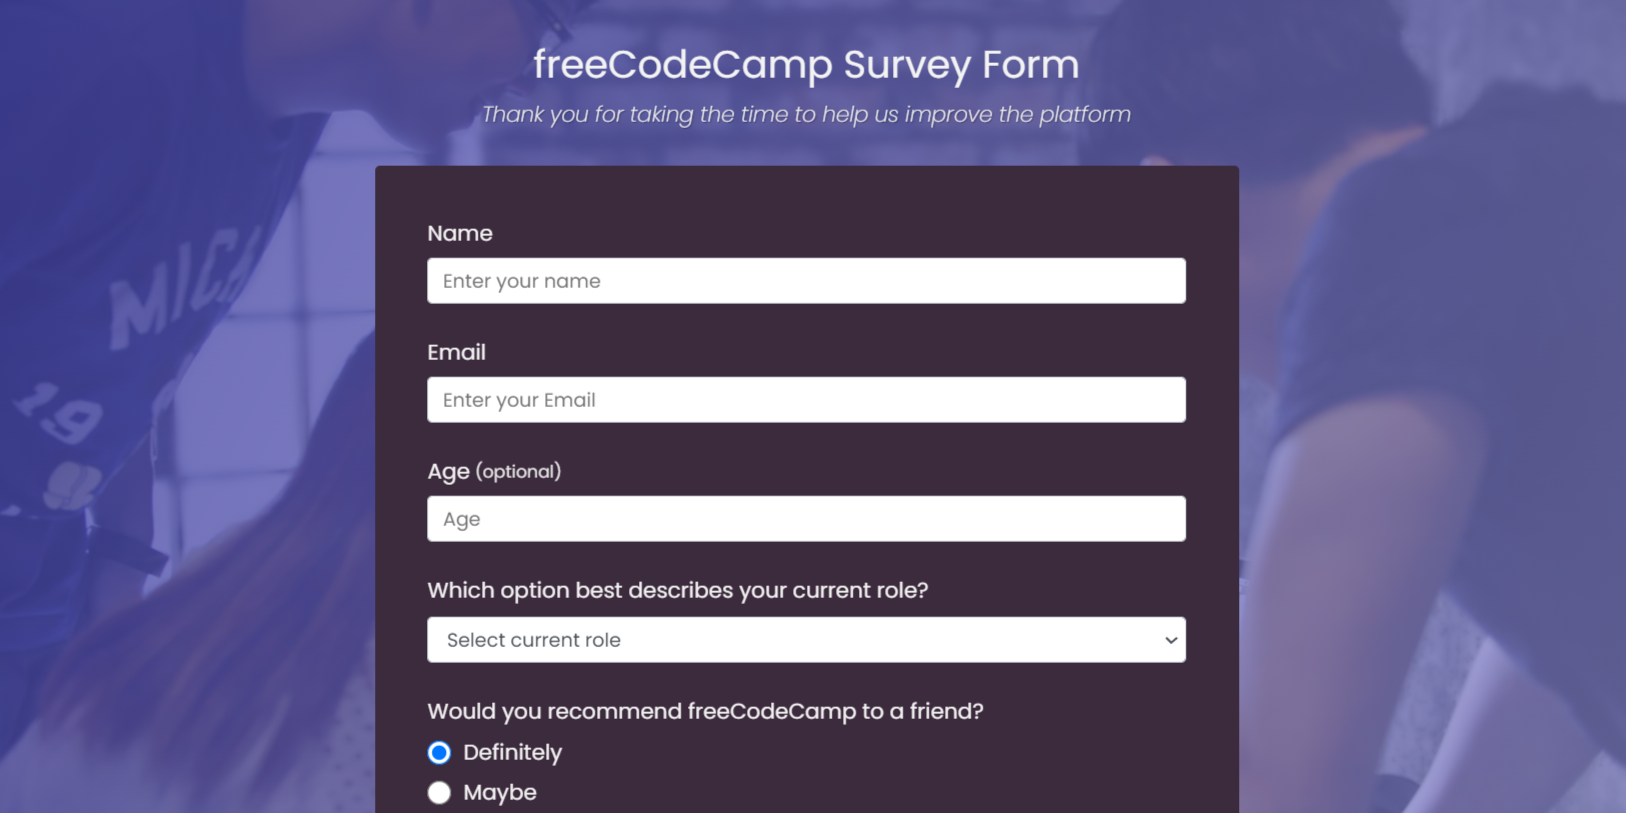 freeCodeCamp Survey Form
Thank you for taking the time to help us improve the platform
Name
Enter your name
Email
Enter your Email
Age (optional)
Age
Which option best describes your current role?
Select current role
Would you recommend freeCodeCamp to a friend?
Definitely
Maybe
MICH
19